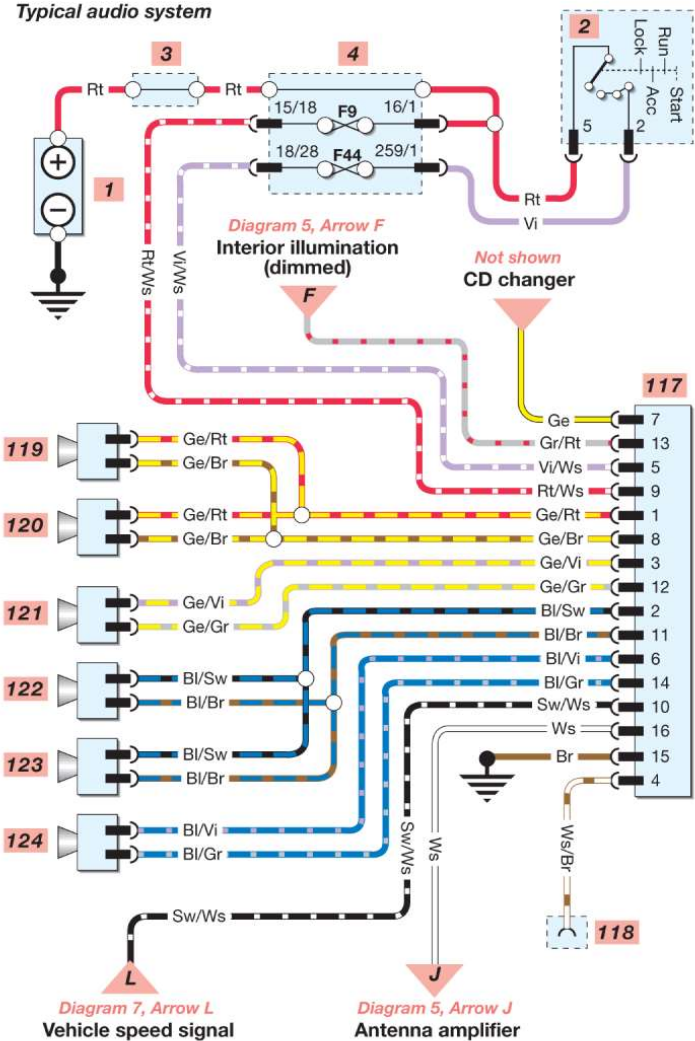 Typical audio system
3
4
2
Lock
Run
Acc
Start
Rt
Rt
15/18
F9
16/1
18/28
F44
259/1
5
2
+
−
1
Rt
Vi
Diagram 5, Arrow F
Interior illumination
(dimmed)
F
Not shown
CD changer
Rt/Ws
Vi/Ws
117
Ge
7
Gr/Rt
13
Vi/Ws
5
Rt/Ws
9
119
Ge/Rt
Ge/Br
120
Ge/Rt
Ge/Rt
1
Ge/Br
Ge/Br
8
Ge/Vi
3
Ge/Gr
12
121
Ge/Vi
Ge/Gr
Bl/Sw
2
Bl/Br
11
Bl/Vi
6
Bl/Gr
14
122
Bl/Sw
Bl/Br
Sw/Ws
10
Ws
16
Br
15
4
123
Bl/Sw
Bl/Br
124
Bl/Vi
Bl/Gr
Sw/Ws
Ws
Ws/Br
Sw/Ws
118
L
J
Diagram 7, Arrow L
Vehicle speed signal
Diagram 5, Arrow J
Antenna amplifier